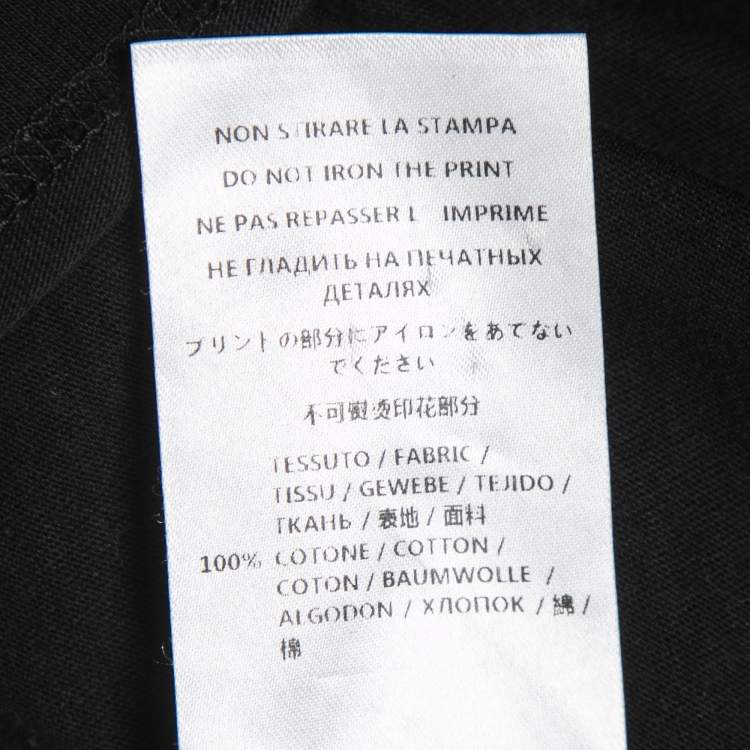 NON STIRARE LA STAMPA
DO NOT IRON THE PRINT
NE PAS REPASSER L IMPRIME
НЕ ГЛАДИТЬ НА ПЕЧАТНЫХ
ДЕТАЛЯХ
プリントの部分にアイロンをあてない
でください
不可熨烫印花部分
TESSUTO / FABRIC /
TISSU / GEWEBE / TEJIDO /
ТКАНЬ / 表地 / 面料
100% COTONE / COTTON /
COTON / BAUMWOLLE /
ALGODON / ХЛОПОК / 綿 /
棉